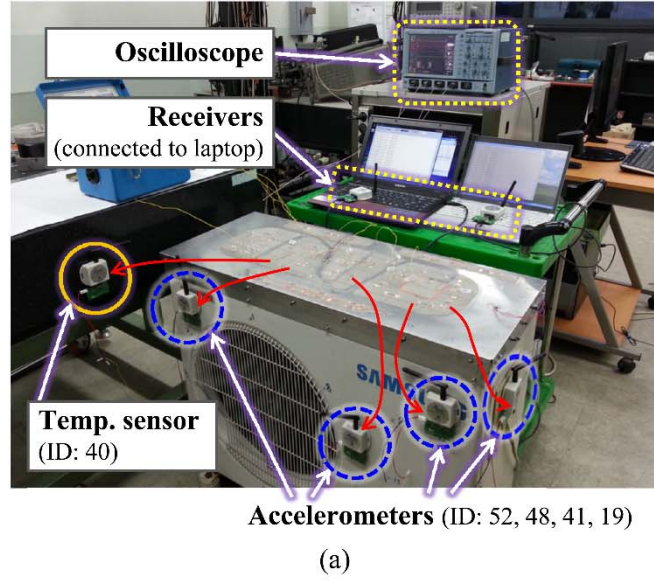 Oscilloscope
Receivers
(connected to laptop)
Temp. sensor
(ID: 40)
Accelerometers (ID: 52, 48, 41, 19)
(a)